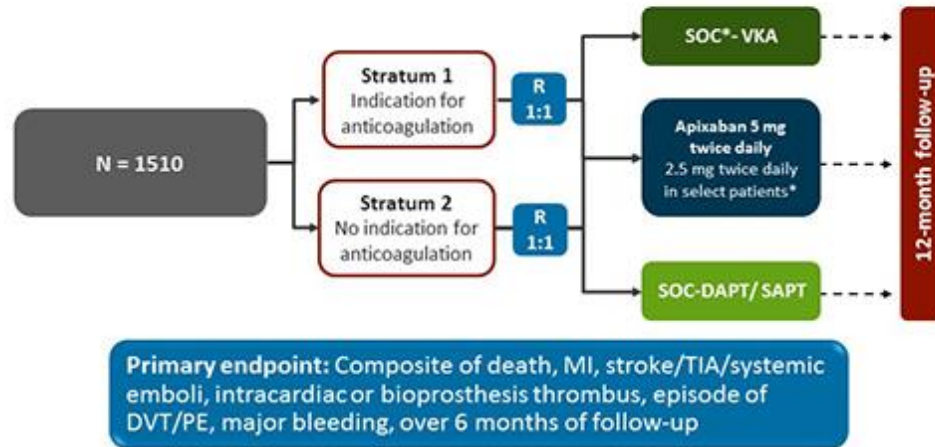 N = 1510
Stratum 1
Indication for
anticoagulation
R
1:1
Stratum 2
No indication for
anticoagulation
R
1:1
SOC*- VKA
Apixaban 5 mg
twice daily
2.5 mg twice daily
in select patients*
SOC-DAPT/ SAPT
12-month follow-up
Primary endpoint: Composite of death, MI, stroke/TIA/systemic
emboli, intracardiac or bioprosthesis thrombus, episode of
DVT/PE, major bleeding, over 6 months of follow-up